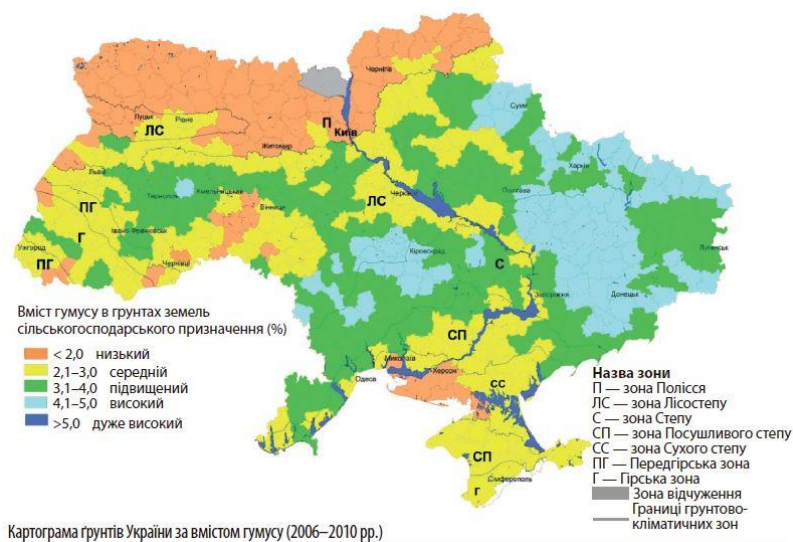 Чернігів
Суми
Луцьк
Рівне
ЛС
П
Київ
Житомир
Харків
Львів
Тернопіль
Хмельницький
Полтава
ПГ
Черкаси
ЛС
Вінниця
Г
Івано-Франківськ
Луганськ
Ужгород
Кіровоград
С
ПГ
Чернівці
Запоріжжя
Донецьк
Вміст гумусу в грунтах земель
сільськогосподарського призначення (%)
< 2,0 низький
2,1–3,0 середній
3,1–4,0 підвищений
4,1–5,0 високий
>5,0 дуже високий
СП
Миколаїв
Херсон
Одеса
СС
СП
Сімферополь
Г
Назва зони
П — зона Полісся
ЛС — зона Лісостепу
С — зона Степу
СП — зона Посушливого степу
СС — зона Сухого степу
ПГ — Передгірська зона
Г — Гірська зона
Зона відчуження
Границі грунтово-
кліматичних зон
Картограма ґрунтів України за вмістом гумусу (2006–2010 рр.)